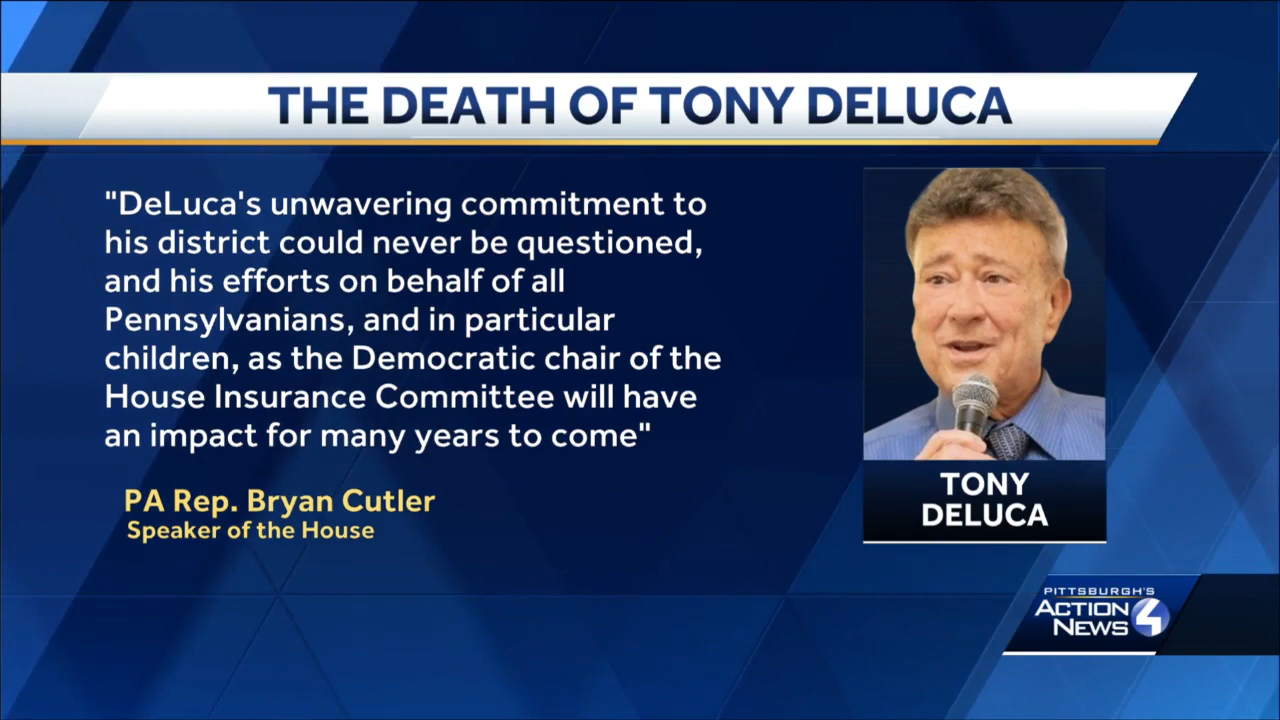 THE DEATH OF TONY DELUCA
"DeLuca's unwavering commitment to
his district could never be questioned,
and his efforts on behalf of all
Pennsylvanians, and in particular
children, as the Democratic chair of the
House Insurance Committee will have
an impact for many years to come"
PA Rep. Bryan Cutler
Speaker of the House
TONY
DELUCA
PITTSBURGH'S
ACTION
NEWS 4